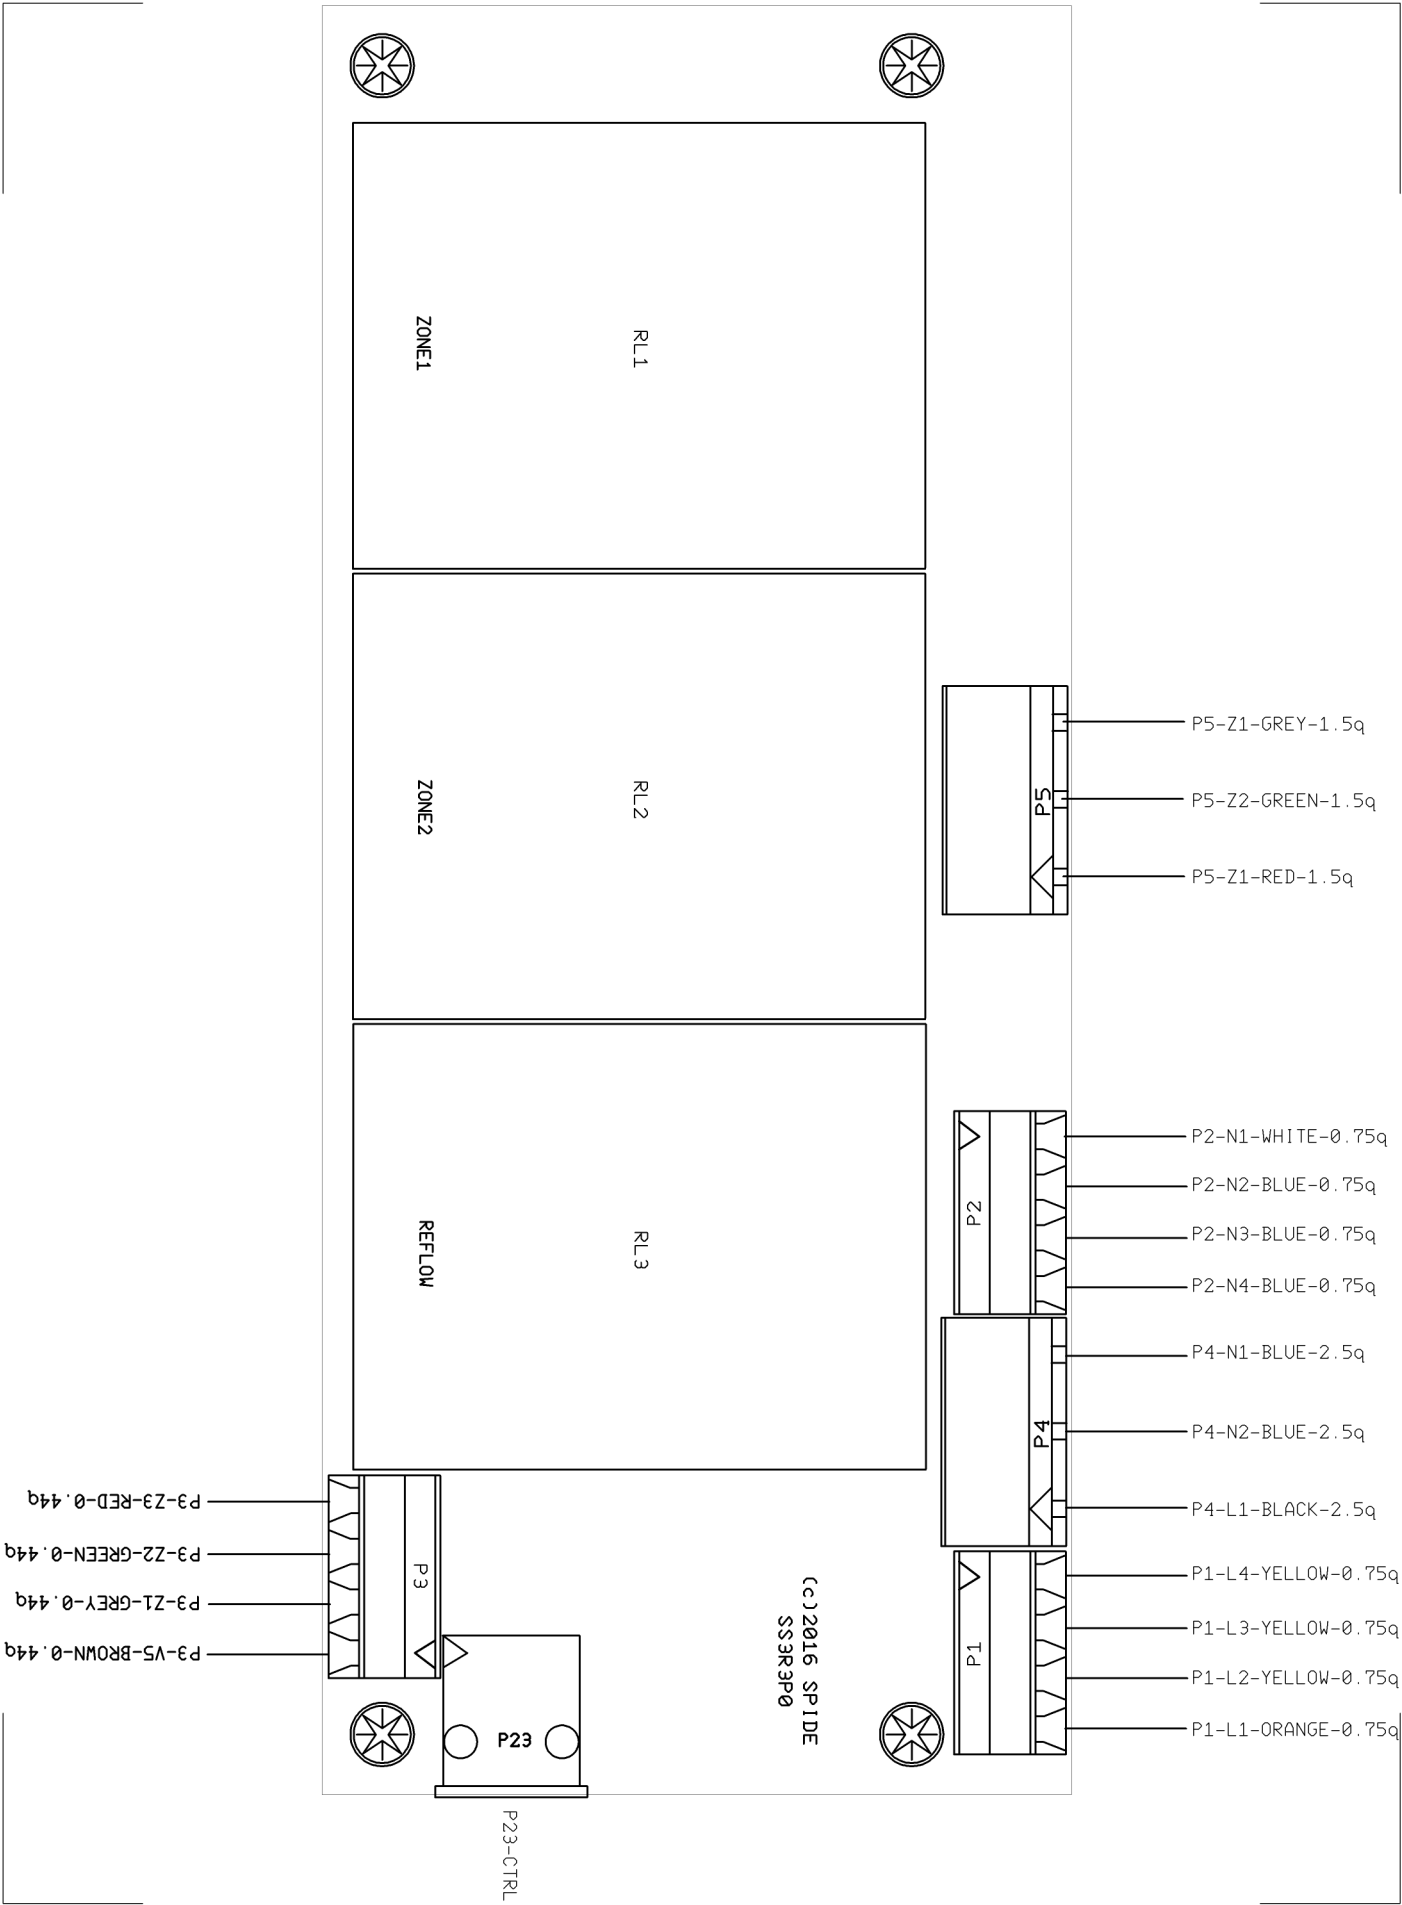 ZONE1
RL1
P5-Z1-GREY-1.5q
P5
P5-Z2-GREEN-1.5q
P5-Z1-RED-1.5q
ZONE2
RL2
P2-N1-WHITE-0.75q
P2-N2-BLUE-0.75q
P2
P2-N3-BLUE-0.75q
P2-N4-BLUE-0.75q
REFLOW
RL3
P4-N1-BLUE-2.5q
P4-N2-BLUE-2.5q
P4
P4-L1-BLACK-2.5q
P3-Z3-RED-0.44q
P3-Z2-GREEN-0.44q
P3-Z1-GREY-0.44q
P3-V5-BROWN-0.44q
P3
P1-L4-YELLOW-0.75q
P1-L3-YELLOW-0.75q
P1
P1-L2-YELLOW-0.75q
P1-L1-ORANGE-0.75q
(c)2016 SPIDE
SS3R3P0
P23
P23-CTRL